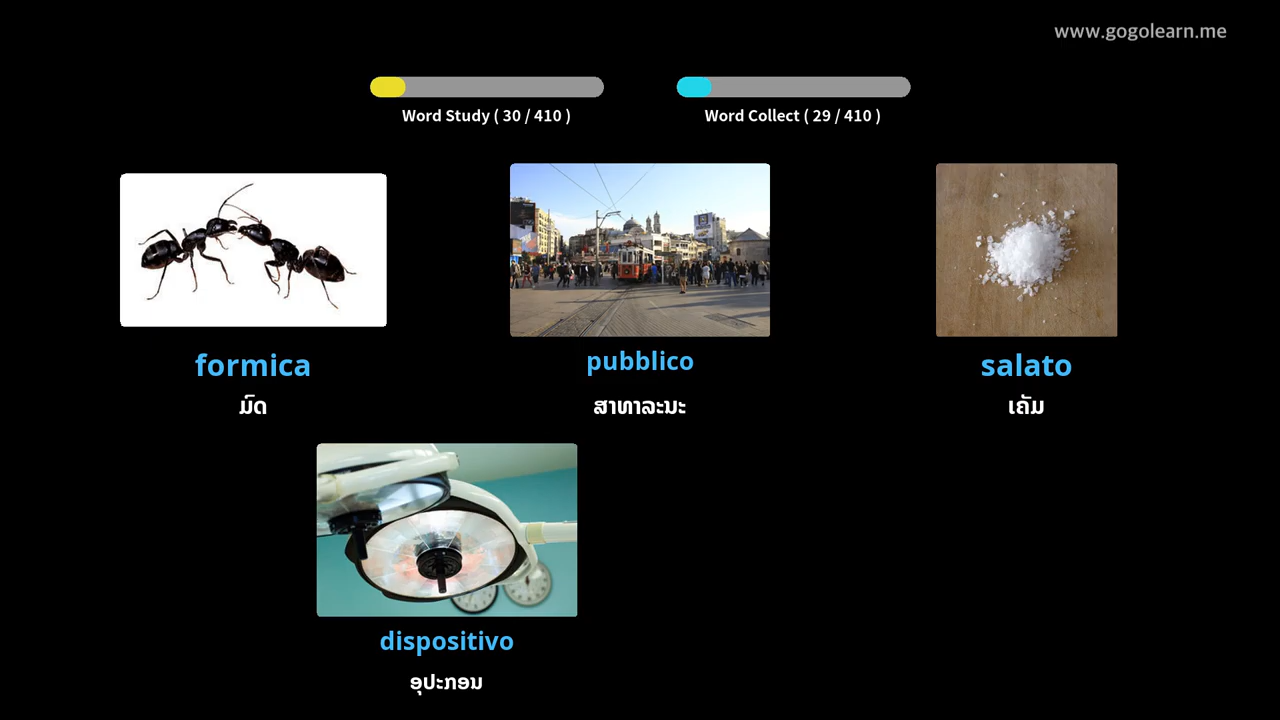 www.gogolearn.me
Word Study ( 30 / 410 )
Word Collect ( 29 / 410 )
formica
ມົດ
pubblico
ສາທາລະນະ
salato
ເຄັມ
dispositivo
ອຸປະກອນ